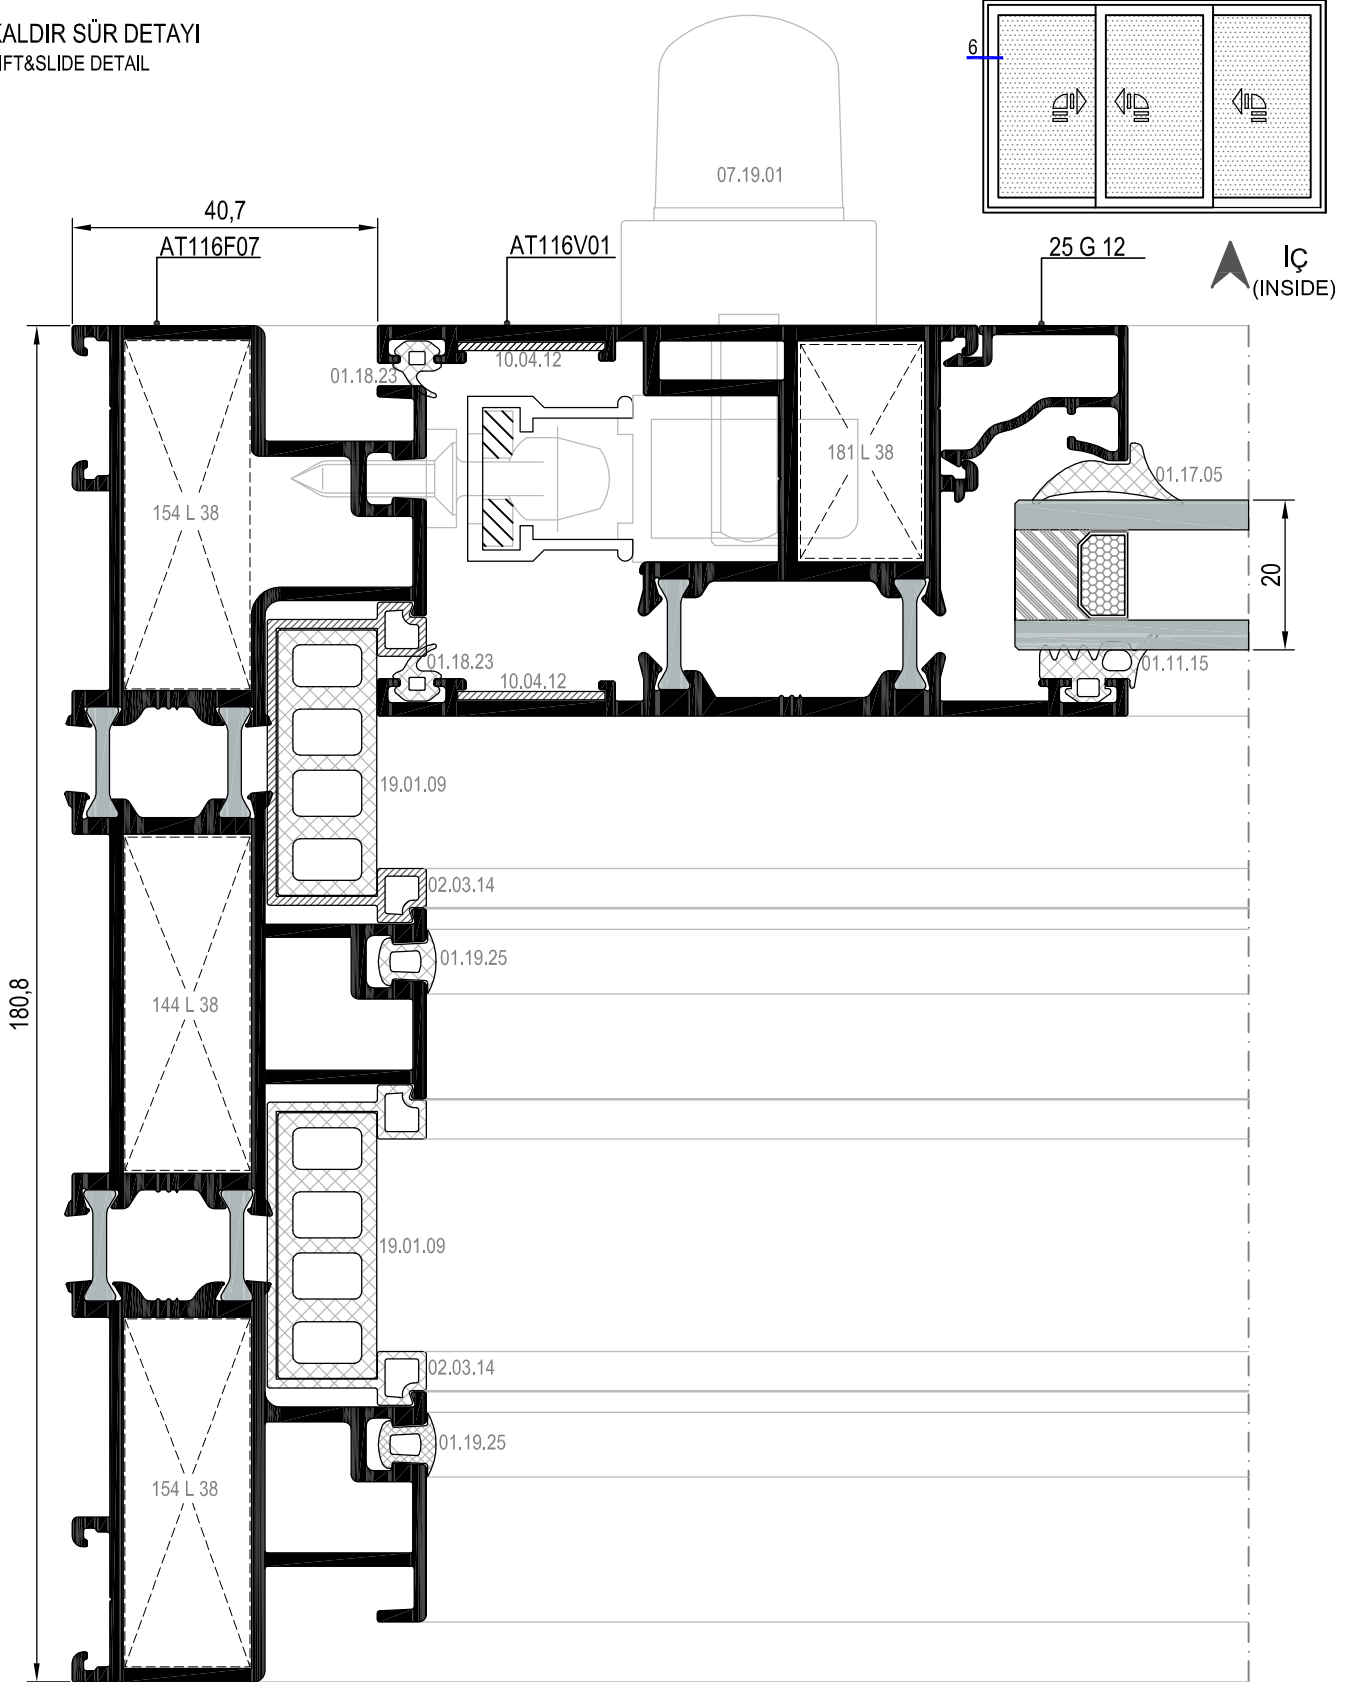 KALDIR SÜR DETAYI
IFT&SLIDE DETAIL
6
07.19.01
40,7
AT116F07
AT116V01
25 G 12
İÇ
(INSIDE)
01.18.23
10.04.12
154 L 38
181 L 38
01.17.05
20
01.18.23
10.04.12
01.11.15
19.01.09
02.03.14
01.19.25
144 L 38
180,8
19.01.09
02.03.14
01.19.25
154 L 38